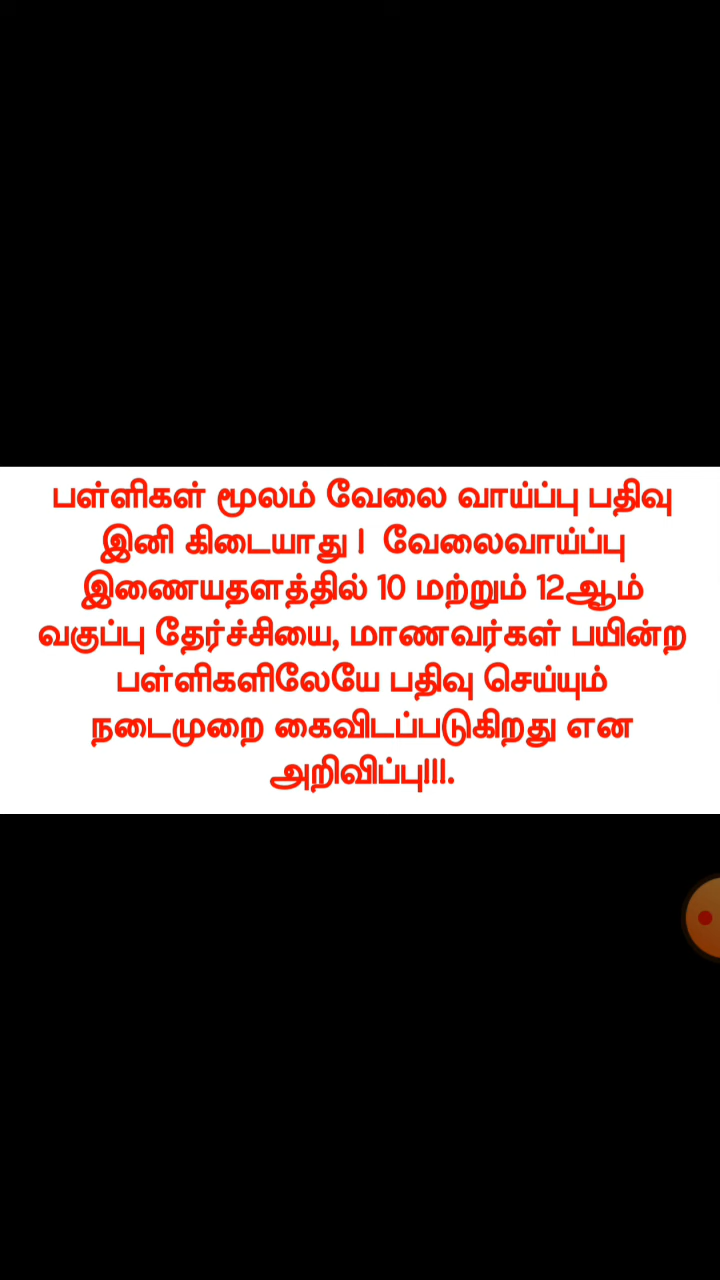 பள்ளிகள் மூலம் வேலை வாய்ப்பு பதிவு
இனி கிடையாது ! வேலைவாய்ப்பு
இணையதளத்தில் 10 மற்றும் 12ஆம்
வகுப்பு தேர்ச்சியை, மாணவர்கள் பயின்ற
பள்ளிகளிலேயே பதிவு செய்யும்
நடைமுறை கைவிடப்படுகிறது என
அறிவிப்பு!!!.